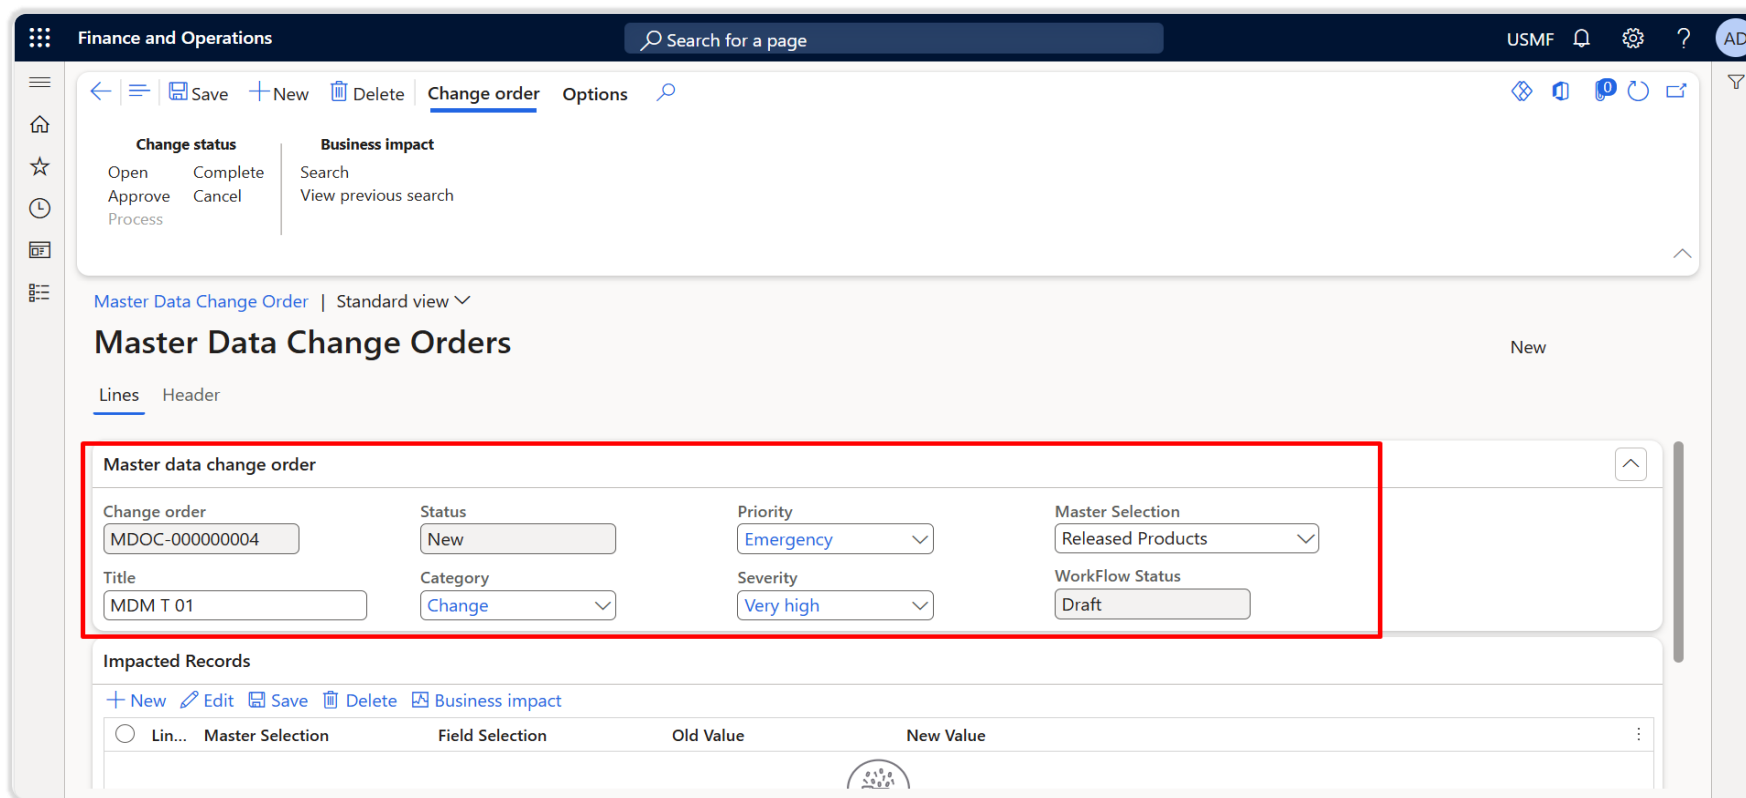 Finance and Operations
Search for a page
USMF
AD
Save New Delete Change order Options
0
Change status Business impact
Open Complete Search
Approve Cancel View previous search
Process
Master Data Change Order | Standard view
Master Data Change Orders
New
Lines Header
Master data change order
Change order Status Priority Master Selection
MDOC-000000004 New Emergency Released Products
Title Category Severity WorkFlow Status
MDM T 01 Change Very high Draft
Impacted Records
New Edit Save Delete Business impact
Lin... Master Selection Field Selection Old Value New Value